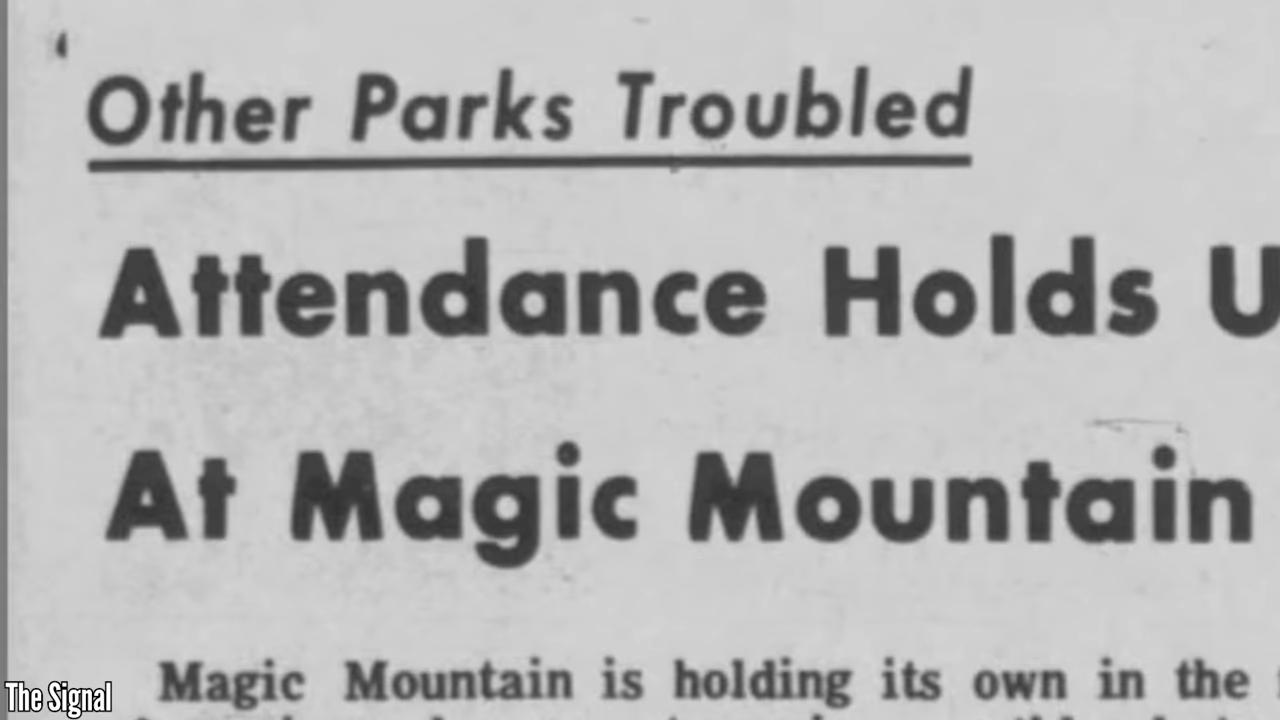 Other Parks Troubled
Attendance Holds U
At Magic Mountain
Magic Mountain is holding its own in the
The Signal